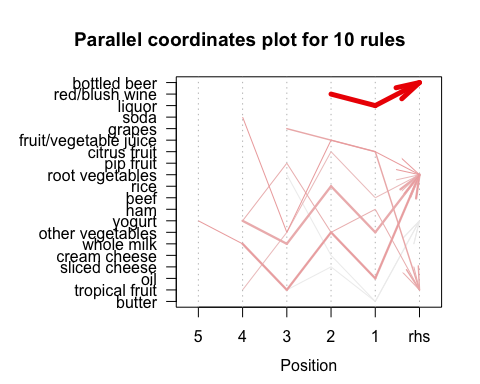 Parallel coordinates plot for 10 rules
bottled beer
red/blush wine
liquor
soda
grapes
fruit/vegetable juice
citrus fruit
pip fruit
root vegetables
rice
beef
ham
yogurt
other vegetables
whole milk
cream cheese
sliced cheese
oil
tropical fruit
butter
5 4 3 2 1 rhs
Position